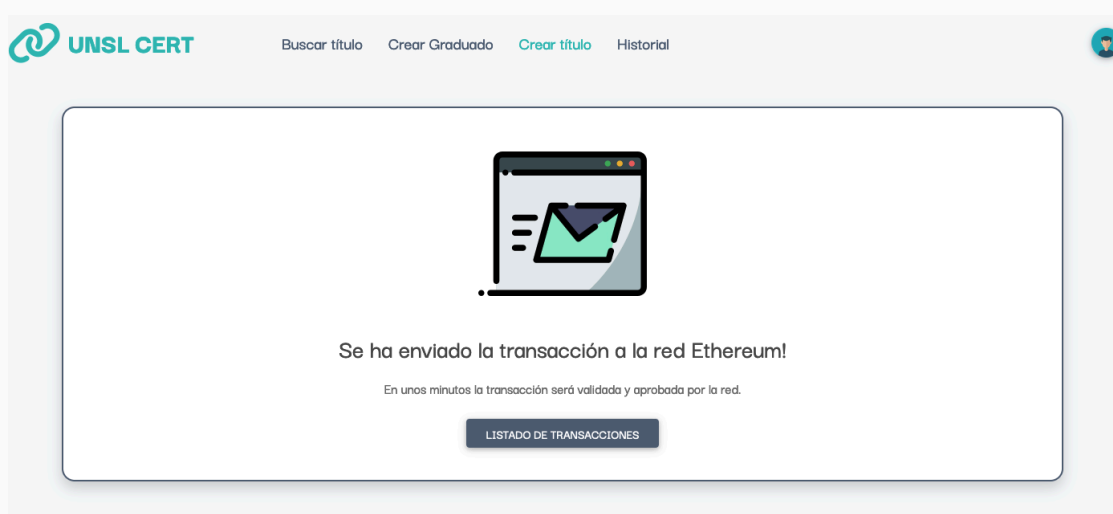 UNSL CERT
Buscar título Crear Graduado Crear título Historial
Se ha enviado la transacción a la red Ethereum!
En unos minutos la transacción será validada y aprobada por la red.
LISTADO DE TRANSACCIONES